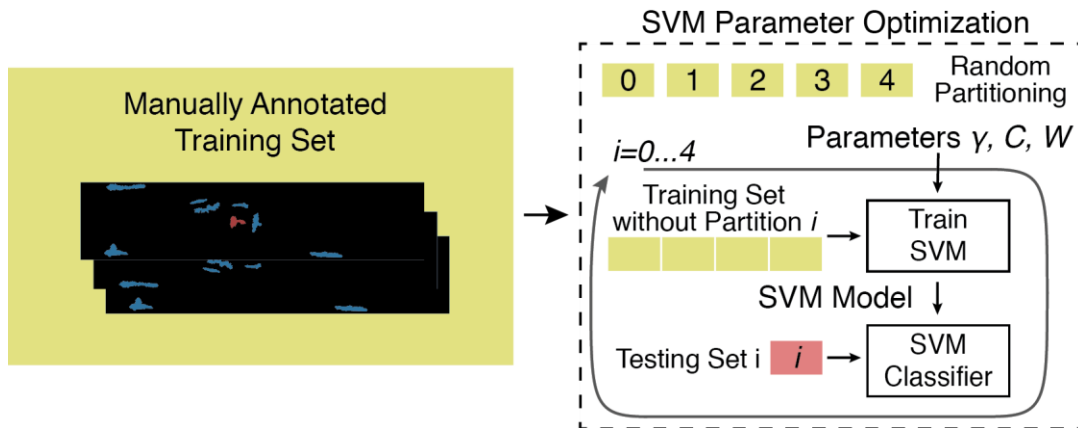 SVM Parameter Optimization
Manually Annotated
Training Set
0 1 2 3 4
Random
Partitioning
Parameters γ, C, W
i=0...4
Training Set
without Partition i
Train
SVM
SVM Model
Testing Set i
i
SVM
Classifier